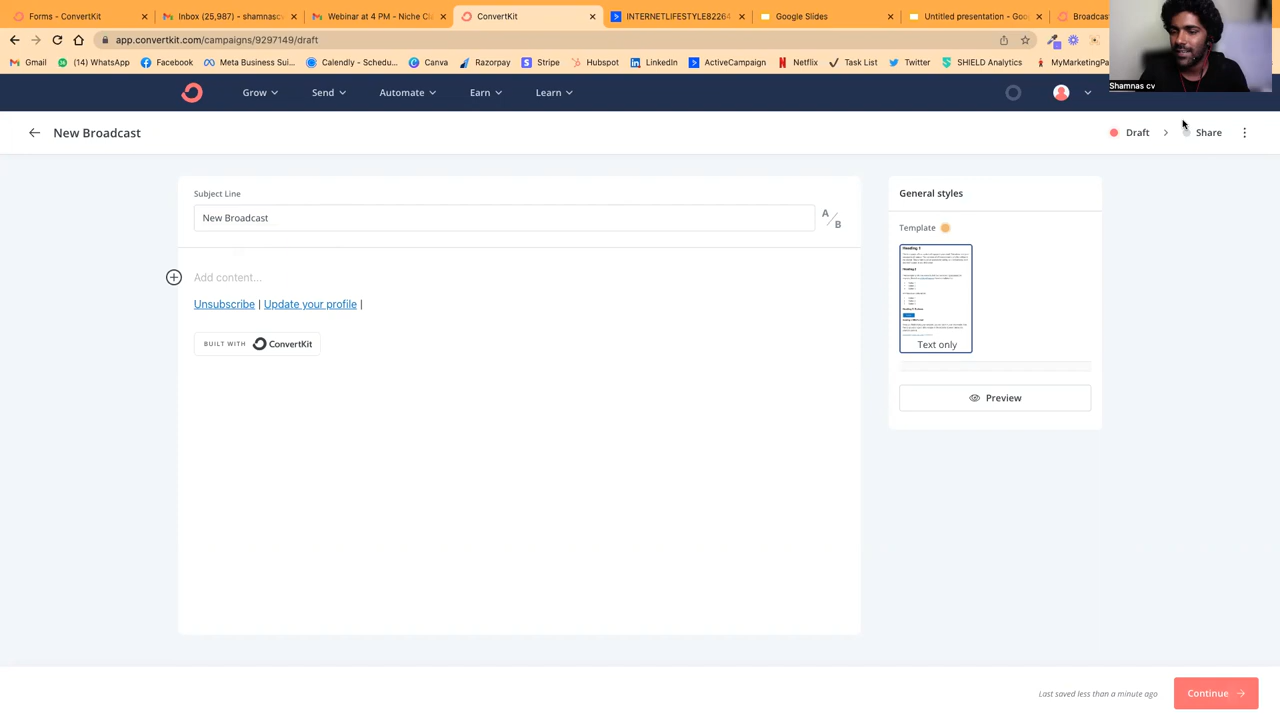 Forms - ConvertKit
Inbox (25,987) - shamnasc
Webinar at 4 PM - Niche Cl
ConvertKit
INTERNETLIFESTYLE82264
Google Slides
Untitled presentation - Goo
Broadcas
app.convertkit.com/campaigns/9297149/draft
Gmail
(14) WhatsApp
Facebook
Meta Business Sui...
Calendly - Schedu...
Canva
Razorpay
Stripe
Hubspot
LinkedIn
ActiveCampaign
Netflix
Task List
Twitter
SHIELD Analytics
MyMarketingPa
Shamnas cv
Grow
Send
Automate
Earn
Learn
New Broadcast
Draft
Share
Subject Line
New Broadcast
A/B
Add content...
Unsubscribe | Update your profile |
BUILT WITH ConvertKit
General styles
Template
Heading 1
Text only
Preview
Last saved less than a minute ago
Continue